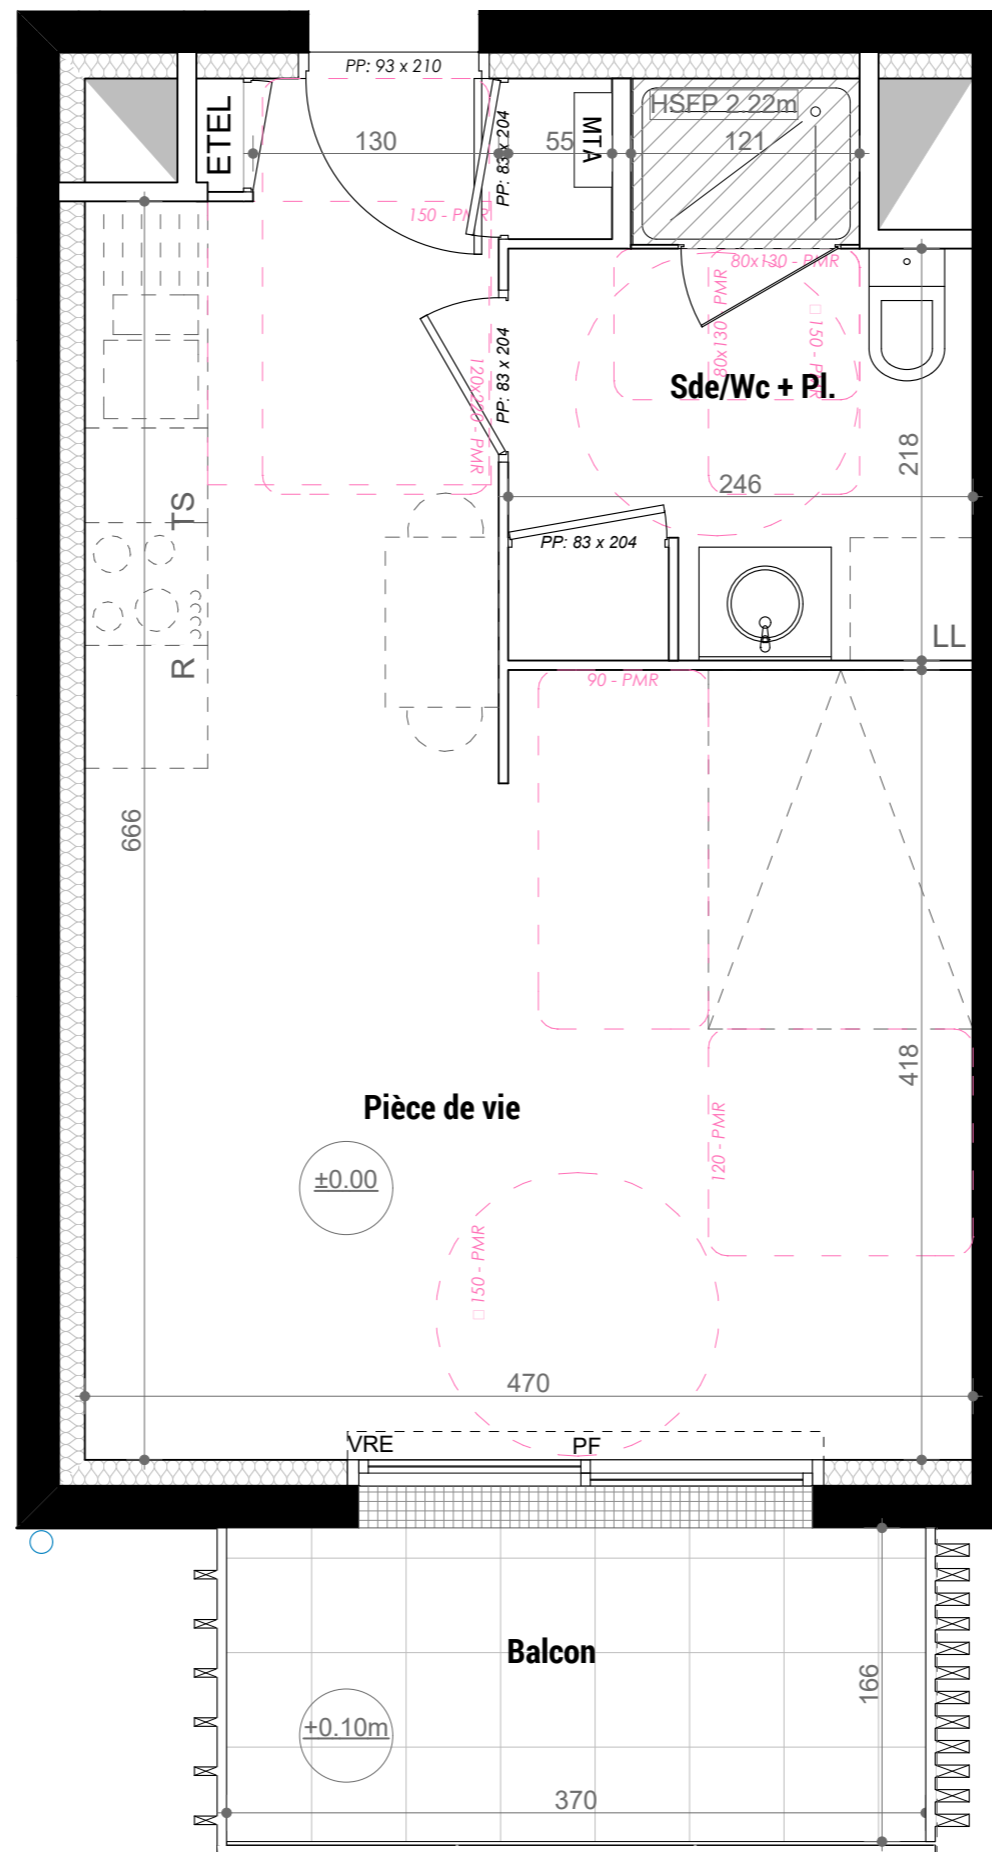 PP: 93 x 210
ETEL
130
PP: 83 x 204
55
MTA
HSFP 2.22m
121
150 - PMR
80x130 - PMR
80x130 - PMR
□ 150 - PMR
120x220 - PMR
PP: 83 x 204
Sde/Wc + Pl.
218
246
TS
PP: 83 x 204
R
LL
90 - PMR
666
418
Pièce de vie
120 - PMR
±0.00
□ 150 - PMR
470
VRE
PF
Balcon
166
+0.10m
370